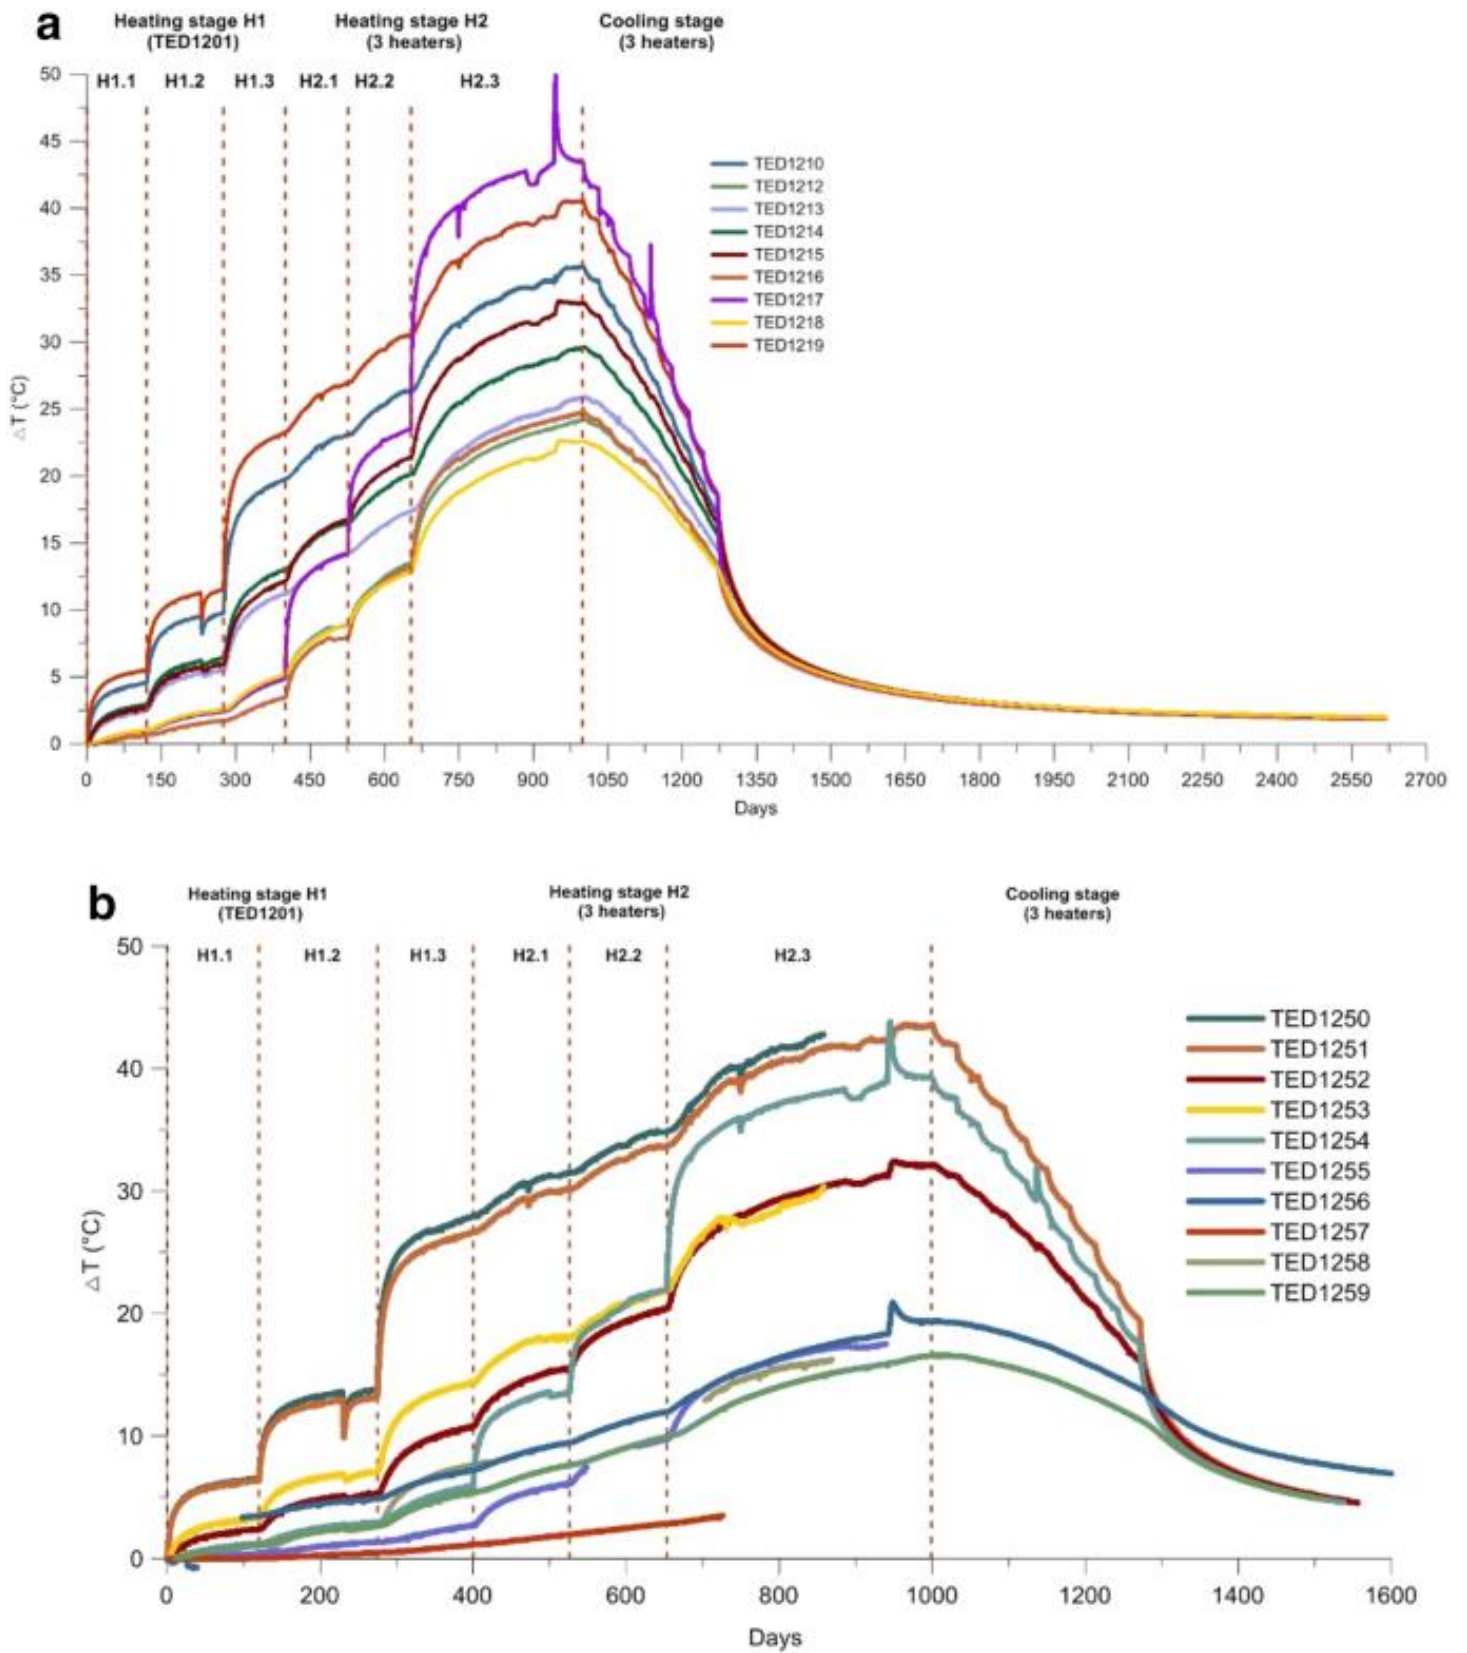 a
Heating stage H1
(TED1201)
Heating stage H2
(3 heaters)
Cooling stage
(3 heaters)
H1.1 H1.2 H1.3 H2.1 H2.2 H2.3
50
45
40
35
30
25
20
15
10
5
0
△T (°C)
TED1210
TED1212
TED1213
TED1214
TED1215
TED1216
TED1217
TED1218
TED1219
0 150 300 450 600 750 900 1050 1200 1350 1500 1650 1800 1950 2100 2250 2400 2550 2700
Days
b
Heating stage H1
(TED1201)
Heating stage H2
(3 heaters)
Cooling stage
(3 heaters)
H1.1 H1.2 H1.3 H2.1 H2.2 H2.3
50
40
30
20
10
0
△T (°C)
TED1250
TED1251
TED1252
TED1253
TED1254
TED1255
TED1256
TED1257
TED1258
TED1259
0 200 400 600 800 1000 1200 1400 1600
Days